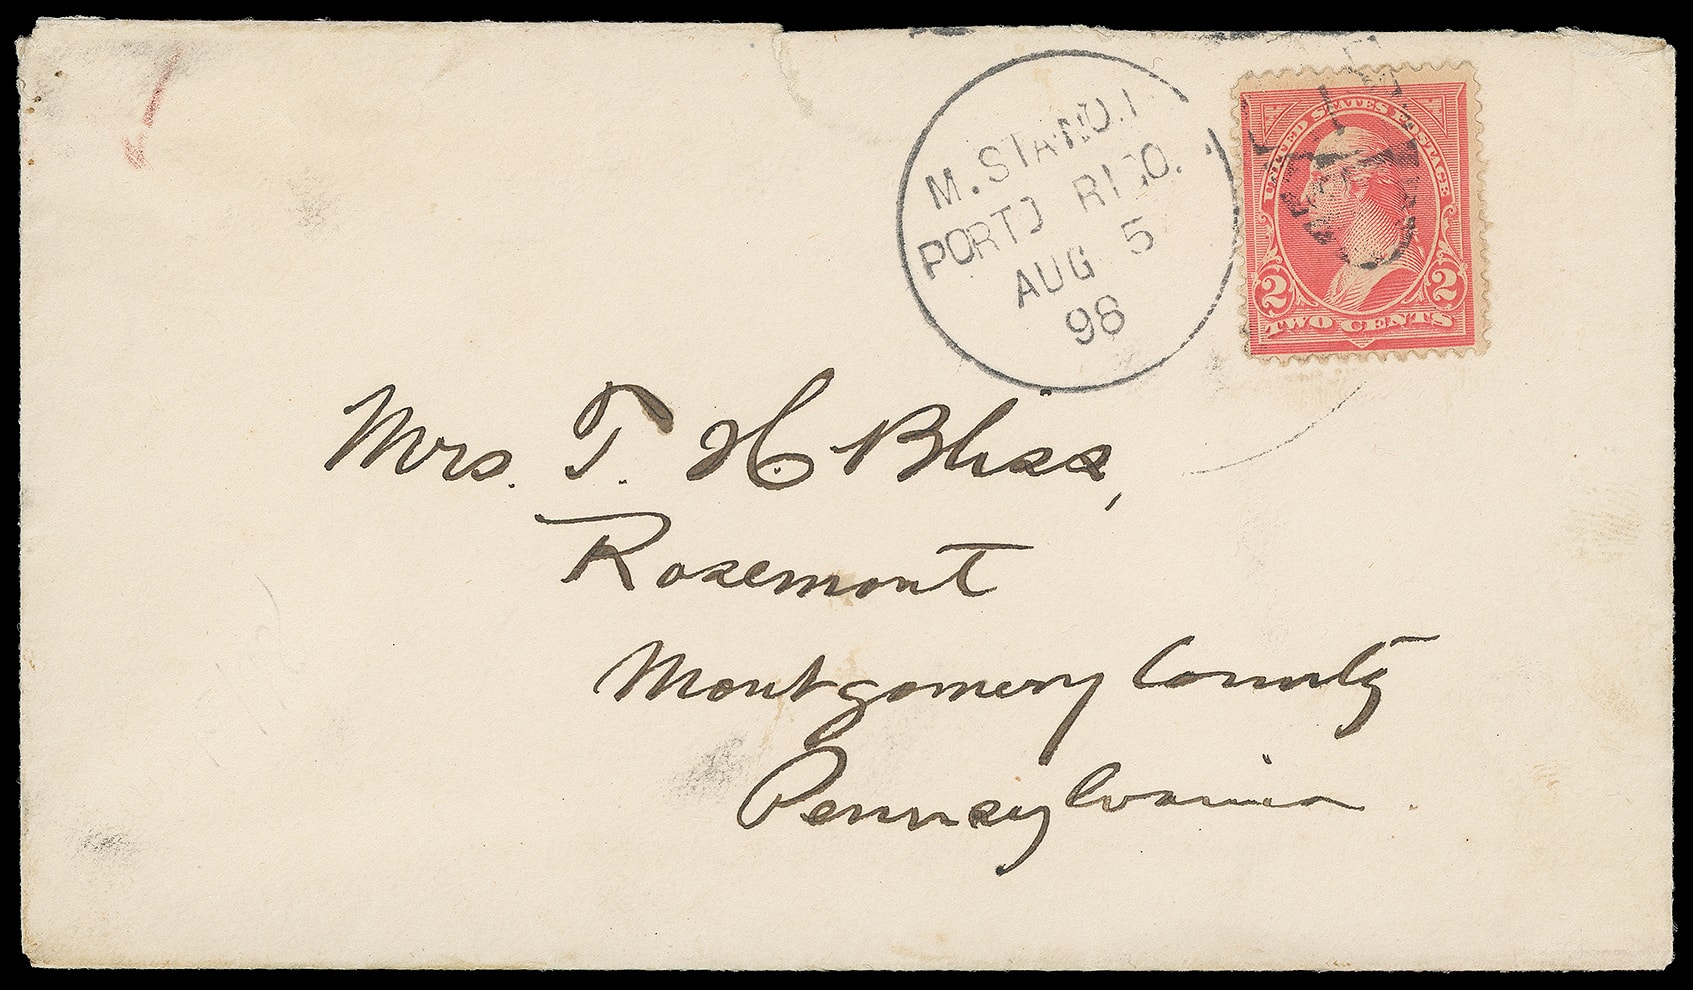 M. STA. NO. 1
PORTO RICO.
AUG 5
98
UNITED STATES POSTAGE
2 2
TWO CENTS
Mrs. T. H. Bliss,
Rosemont
Montgomery County
Pennsylvania.